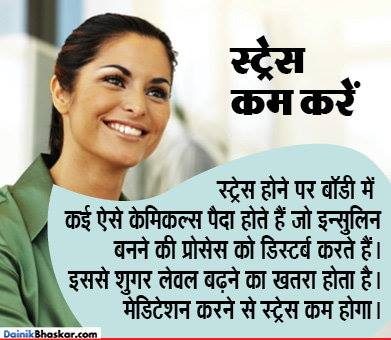 स्ट्रेस
कम करें
स्ट्रेस होने पर बॉडी में
कई ऐसे केमिकल्स पैदा होते हैं जो इन्सुलिन
बनने की प्रोसेस को डिस्टर्ब करते हैं।
इससे शुगर लेवल बढ़ने का खतरा होता है।
मेडिटेशन करने से स्ट्रेस कम होगा।
DainikBhaskar.com